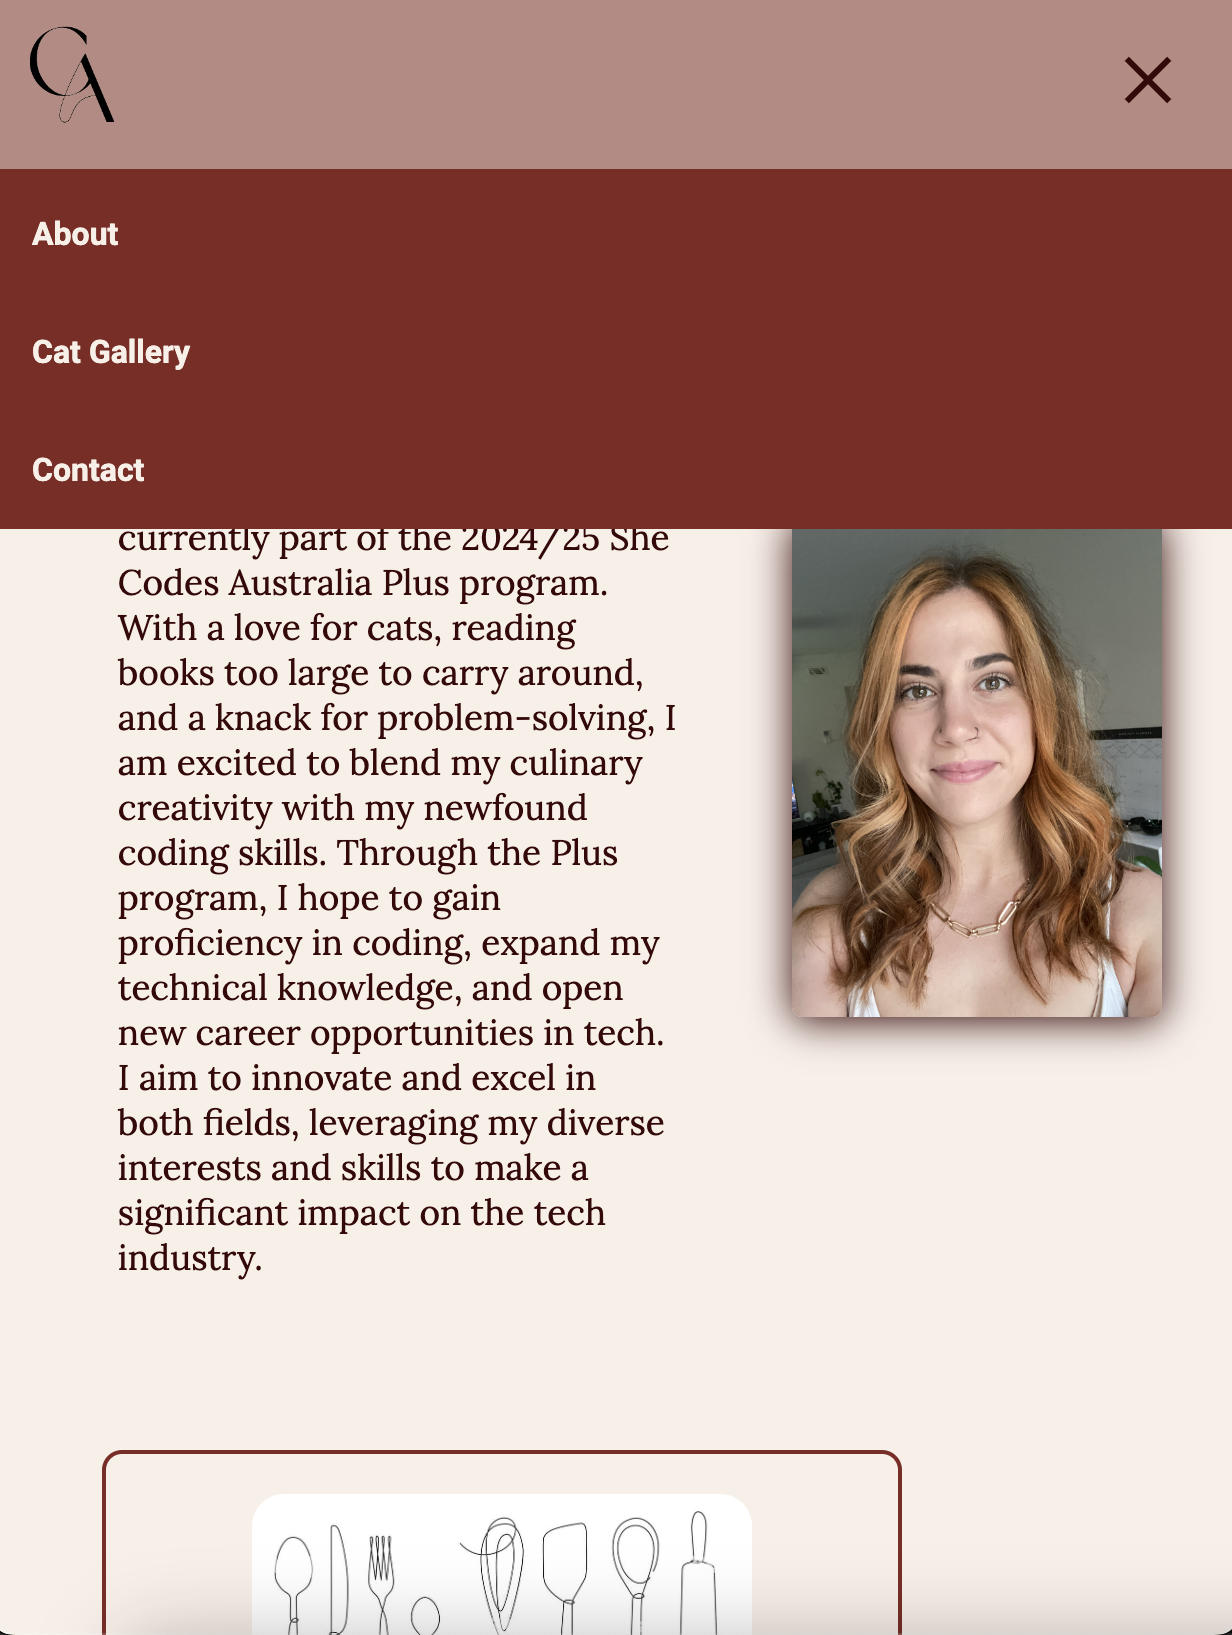 CA
About
Cat Gallery
Contact
currently part of the 2024/25 She
Codes Australia Plus program.
With a love for cats, reading
books too large to carry around,
and a knack for problem-solving, I
am excited to blend my culinary
creativity with my newfound
coding skills. Through the Plus
program, I hope to gain
proficiency in coding, expand my
technical knowledge, and open
new career opportunities in tech.
I aim to innovate and excel in
both fields, leveraging my diverse
interests and skills to make a
significant impact on the tech
industry.